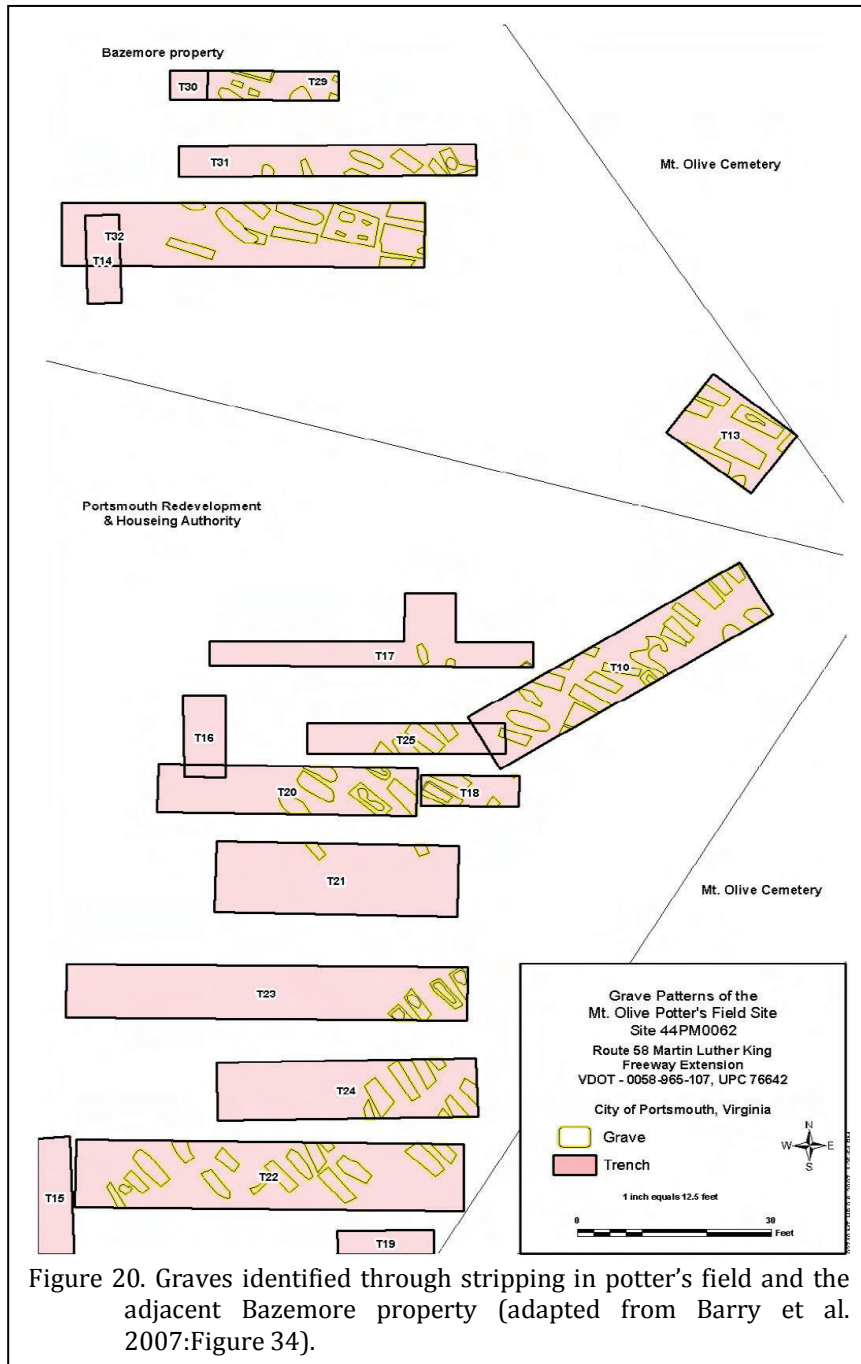 Bazemore property
T30
T29
T31
Mt. Olive Cemetery
T32
T14
T13
Portsmouth Redevelopment
& Houseing Authority
T17
T10
T16
T25
T20
T18
T21
Mt. Olive Cemetery
T23
T24
T22
T15
T19
Grave Patterns of the
Mt. Olive Potter's Field Site
Site 44PM0062
Route 58 Martin Luther King
Freeway Extension
VDOT - 0058-965-107, UPC 76642
City of Portsmouth, Virginia
Grave
Trench
N
W E
S
1 inch equals 12.5 feet
0 30
Feet
Figure 20. Graves identified through stripping in potter’s field and the
adjacent Bazemore property (adapted from Barry et al.
2007:Figure 34).